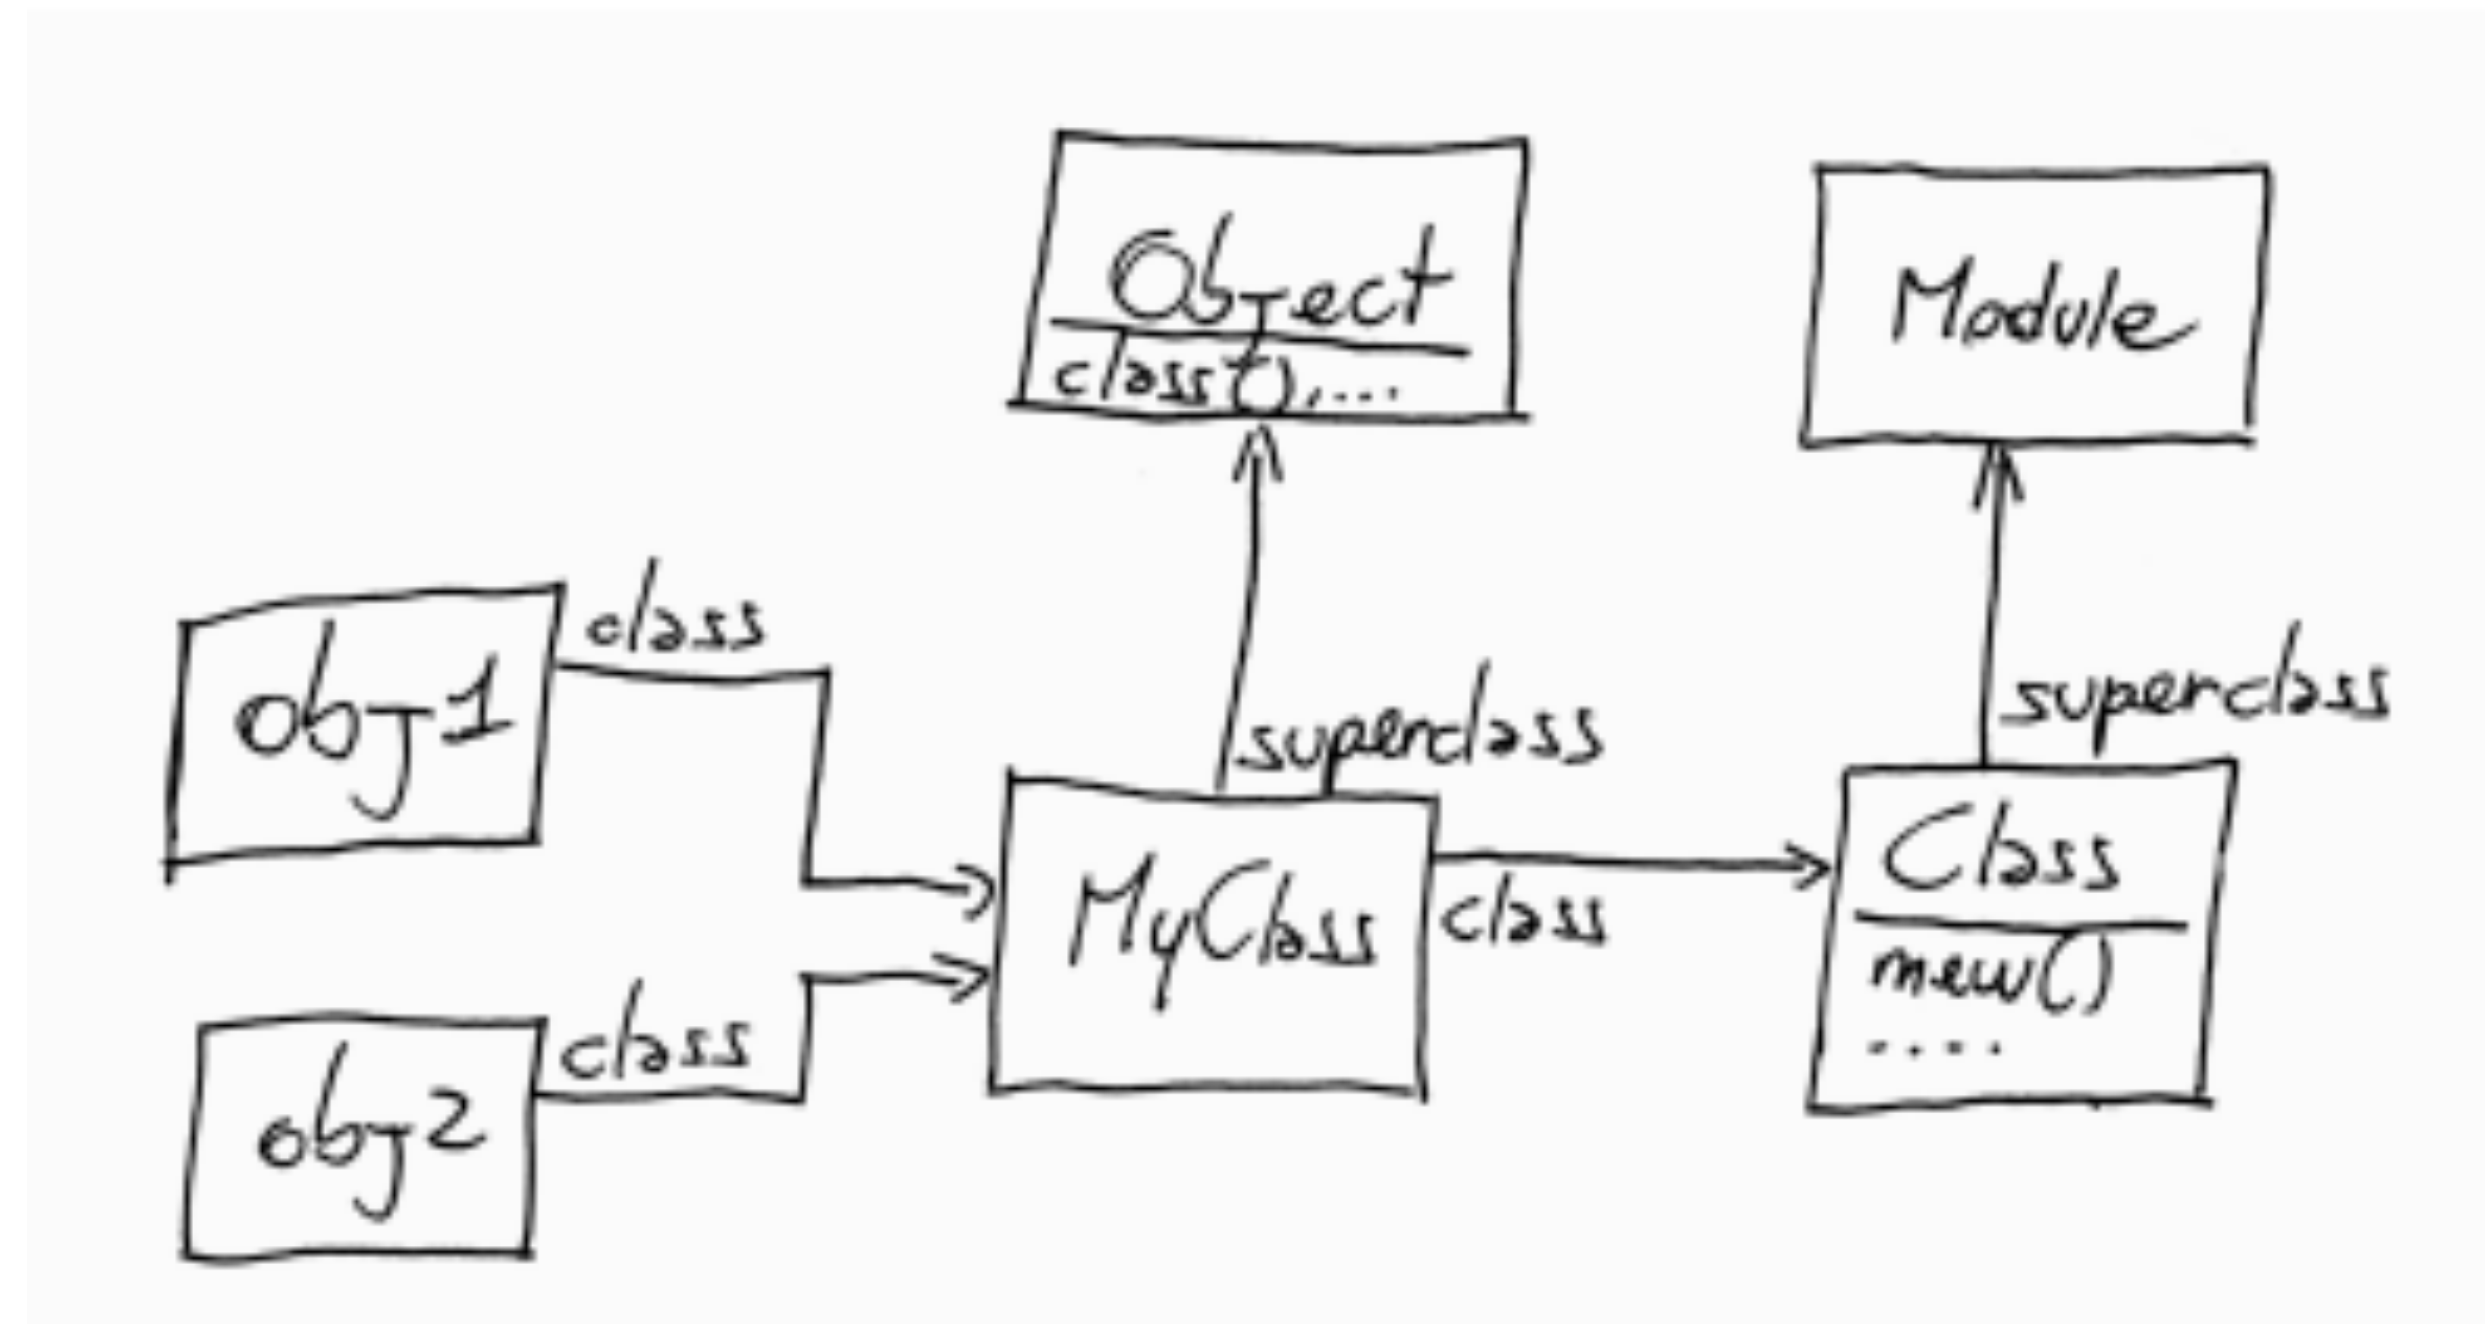 Object
class(),....
Module
obj1
class
superclass
superclass
MyClass
class
Class
new()
....
obj2
class